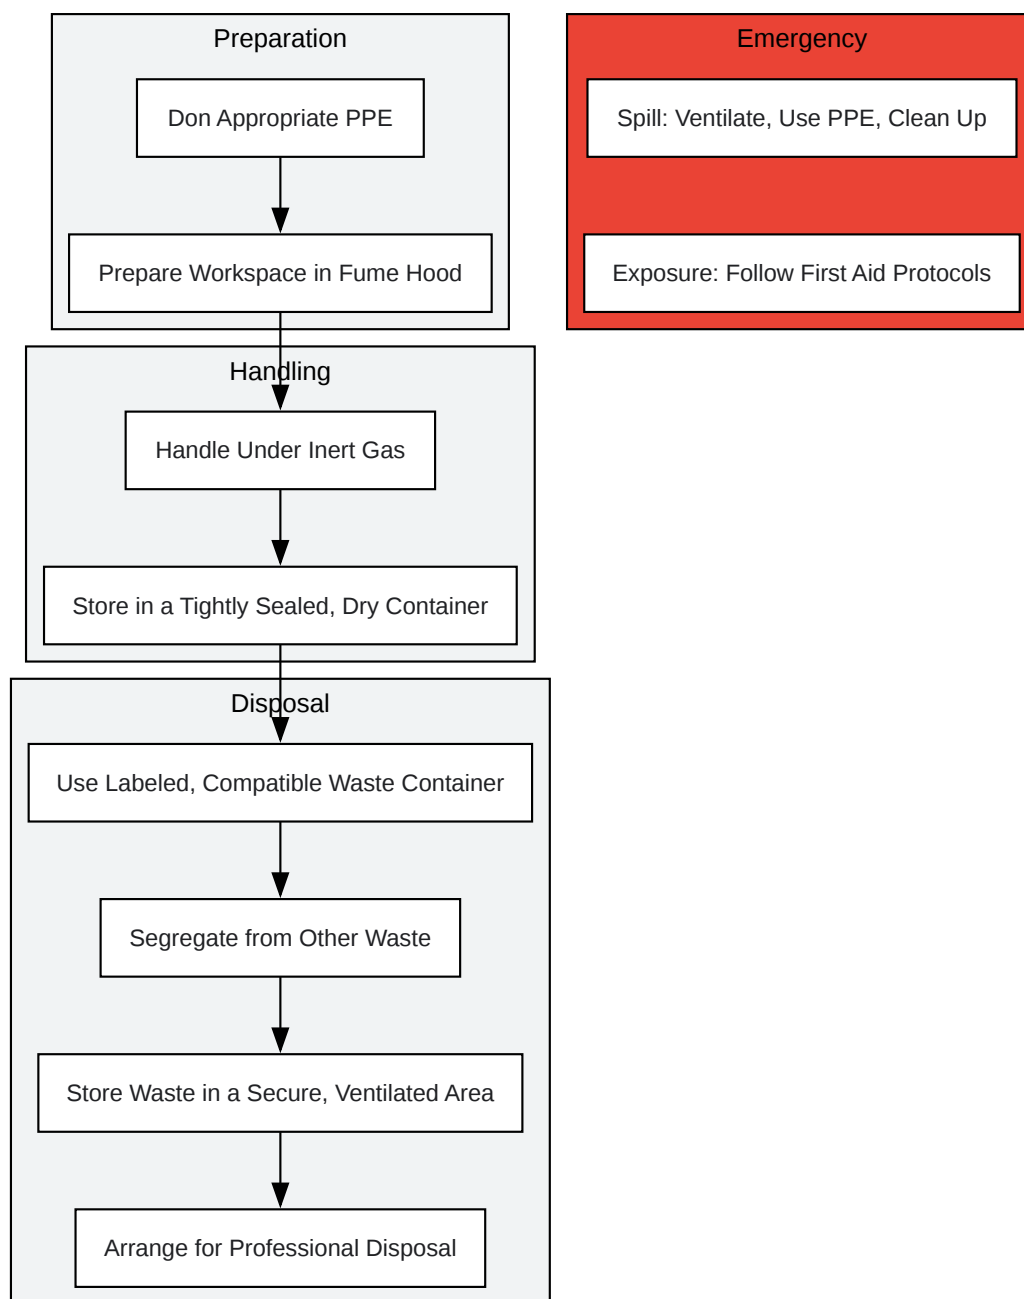 Preparation
Don Appropriate PPE
Prepare Workspace in Fume Hood
Handling
Handle Under Inert Gas
Store in a Tightly Sealed, Dry Container
Disposal
Use Labeled, Compatible Waste Container
Segregate from Other Waste
Store Waste in a Secure, Ventilated Area
Arrange for Professional Disposal
Emergency
Spill: Ventilate, Use PPE, Clean Up
Exposure: Follow First Aid Protocols